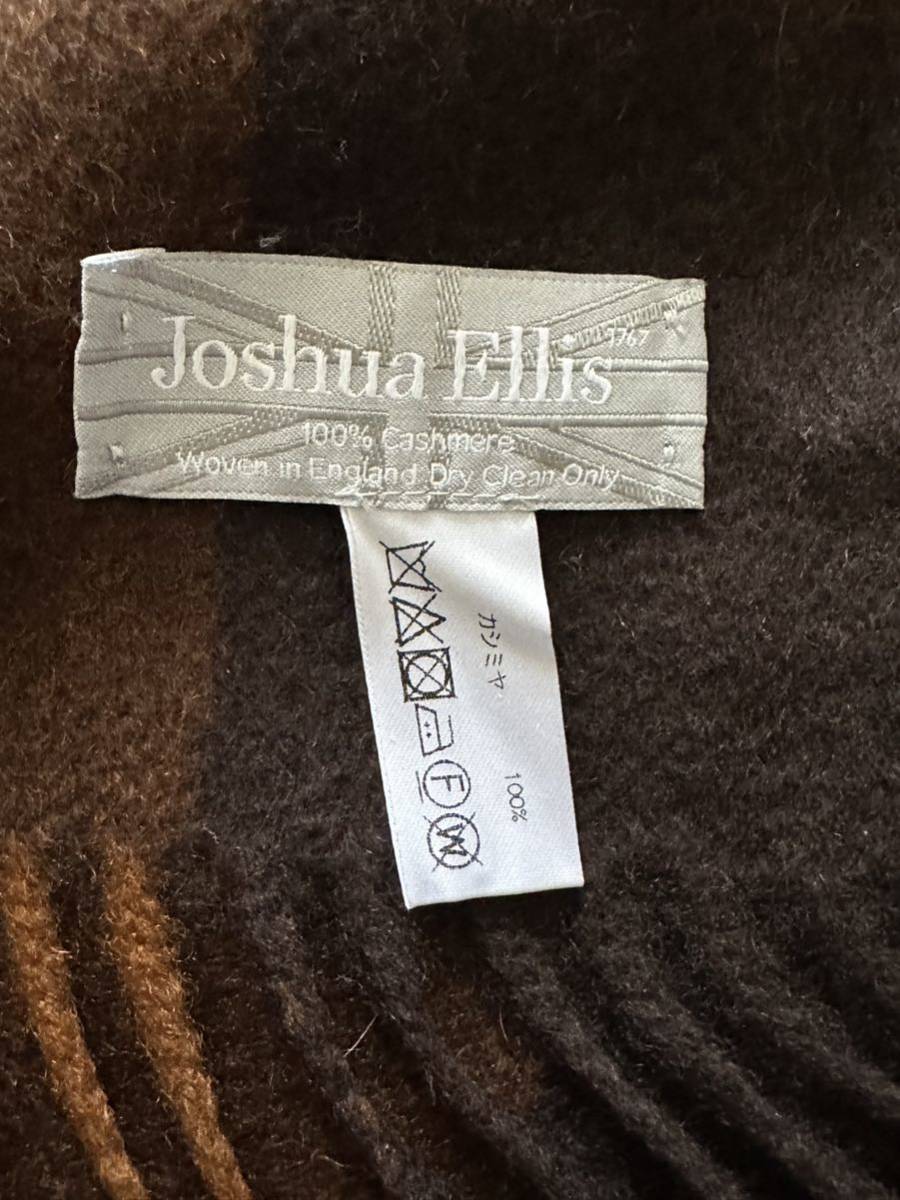 Joshua Ellis 1767
100% Cashmere
Woven in England Dry Clean Only
カシミヤ 100%
F
W